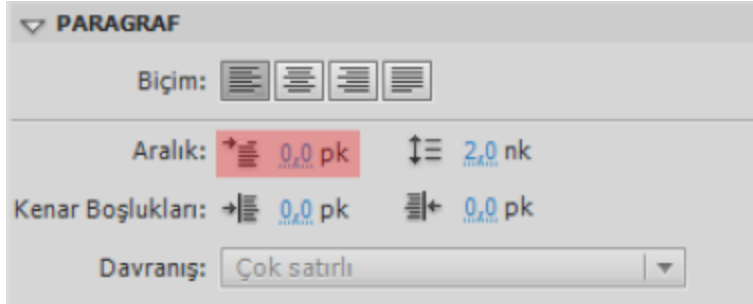 PARAGRAF
Biçim:
Aralık: 0,0 pk 2,0 nk
Kenar Boşlukları: 0,0 pk 0,0 pk
Davranış: Çok satırlı